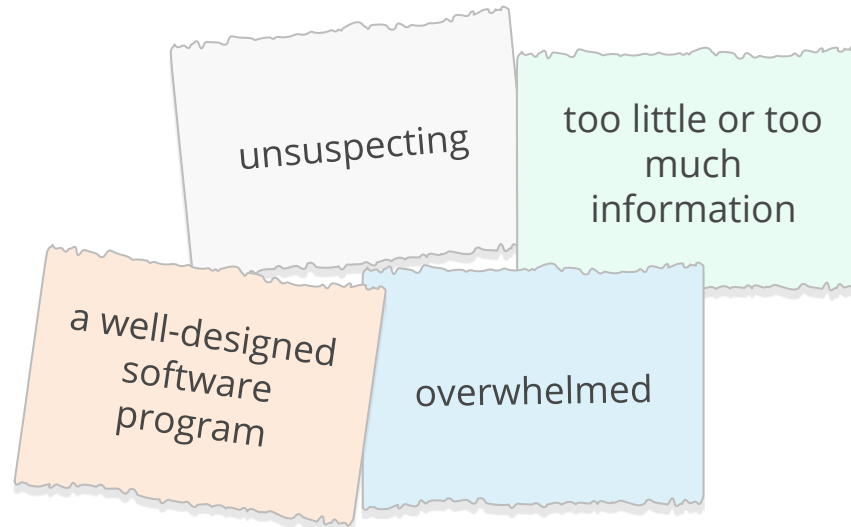 unsuspecting
too little or too
much
information
a well-designed
software
program
overwhelmed